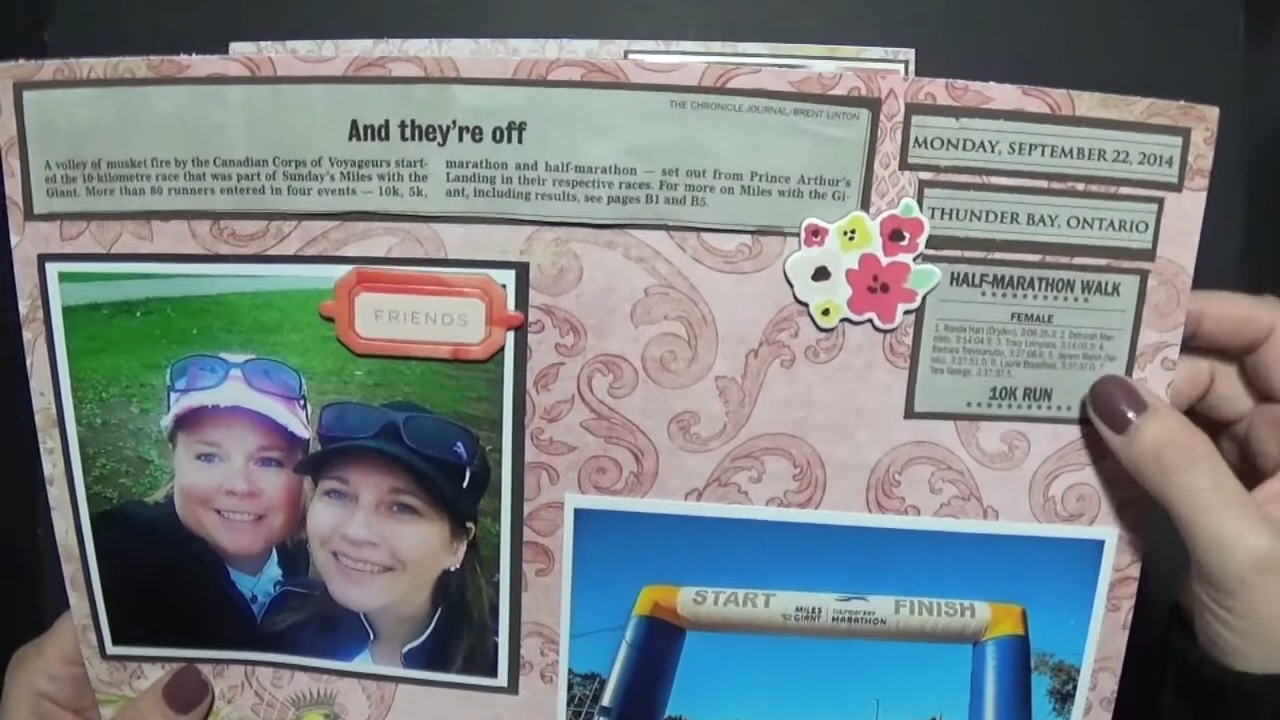 THE CHRONICLE-JOURNAL/BRENT LINTON
And they're off
A volley of musket fire by the Canadian Corps of Voyageurs start-
ed the 10-kilometre race that was part of Sunday's Miles with the
Giant. More than 80 runners entered in four events — 10k, 5k,
marathon and half-marathon — set out from Prince Arthur's
Landing in their respective races. For more on Miles with the Gi-
ant, including results, see pages B1 and B5.
MONDAY, SEPTEMBER 22, 2014
THUNDER BAY, ONTARIO
HALF-MARATHON WALK
FEMALE
10K RUN
FRIENDS
START
MILES
GIANT
thunder bay
MARATHON
FINISH